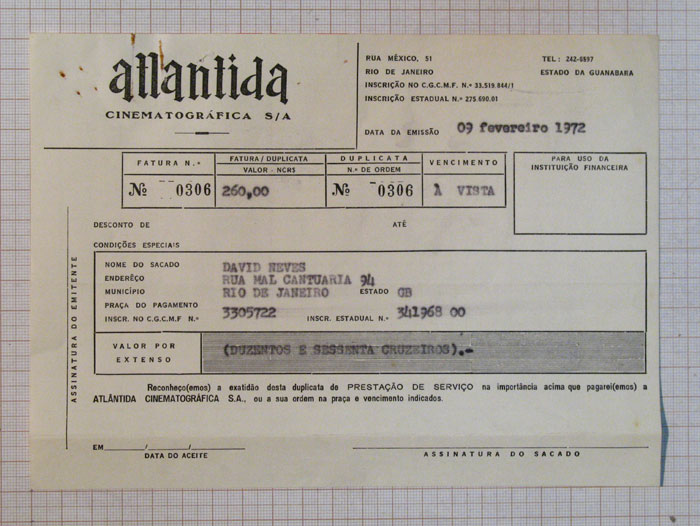 atlantida
CINEMATOGRÁFICA S/A
RUA MÉXICO, 51
TEL: 242-6897
RIO DE JANEIRO
ESTADO DA GUANABARA
INSCRIÇÃO NO C.G.C.M.F. N.º 33.519.844/1
INSCRIÇÃO ESTADUAL N.º 275.690.01
DATA DA EMISSÃO 09 fevereiro 1972
FATURA N.º
FATURA/DUPLICATA
VALOR - NCR$
DUPLICATA
N.º DE ORDEM
VENCIMENTO
PARA USO DA
INSTITUIÇÃO FINANCEIRA
Nº 0306
260,00
Nº 0306
À VISTA
DESCONTO DE ATÉ
CONDIÇÕES ESPECIAIS
NOME DO SACADO DAVID NEVES
ENDERÊÇO RUA MAL CANTUARIA 94
MUNICÍPIO RIO DE JANEIRO ESTADO GB
PRAÇA DO PAGAMENTO
INSCR. NO C.G.C.M.F N.º 3305722 INSCR. ESTADUAL N.º 341968 00
VALOR POR
EXTENSO
(DUZENTOS E SESSENTA CRUZEIROS).-
Reconheço(emos) a exatidão desta duplicata de PRESTAÇÃO DE SERVIÇO na importância acima que pagarei(emos) a
ATLÂNTIDA CINEMATOGRÁFICA S.A., ou a sua ordem na praça e vencimento indicados.
EM ____/____/____
DATA DO ACEITE
ASSINATURA DO SACADO
ASSINATURA DO EMITENTE